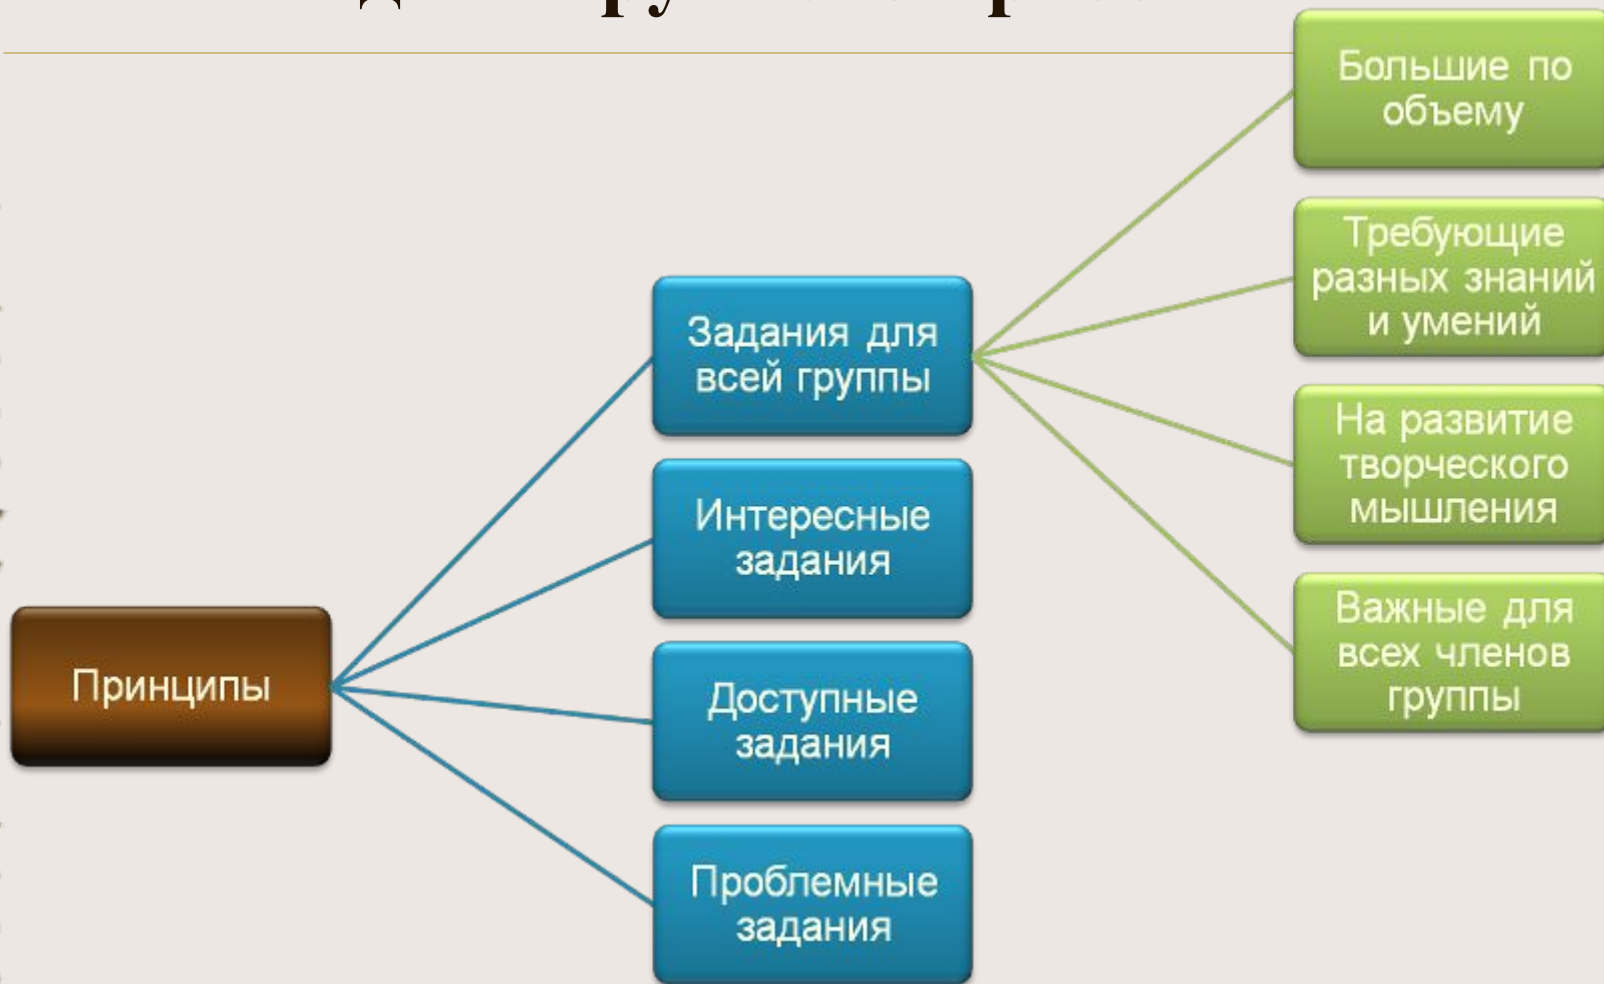 Принципы
Задания для
всей группы
Интересные
задания
Доступные
задания
Проблемные
задания
Большие по
объему
Требующие
разных знаний
и умений
На развитие
творческого
мышления
Важные для
всех членов
группы